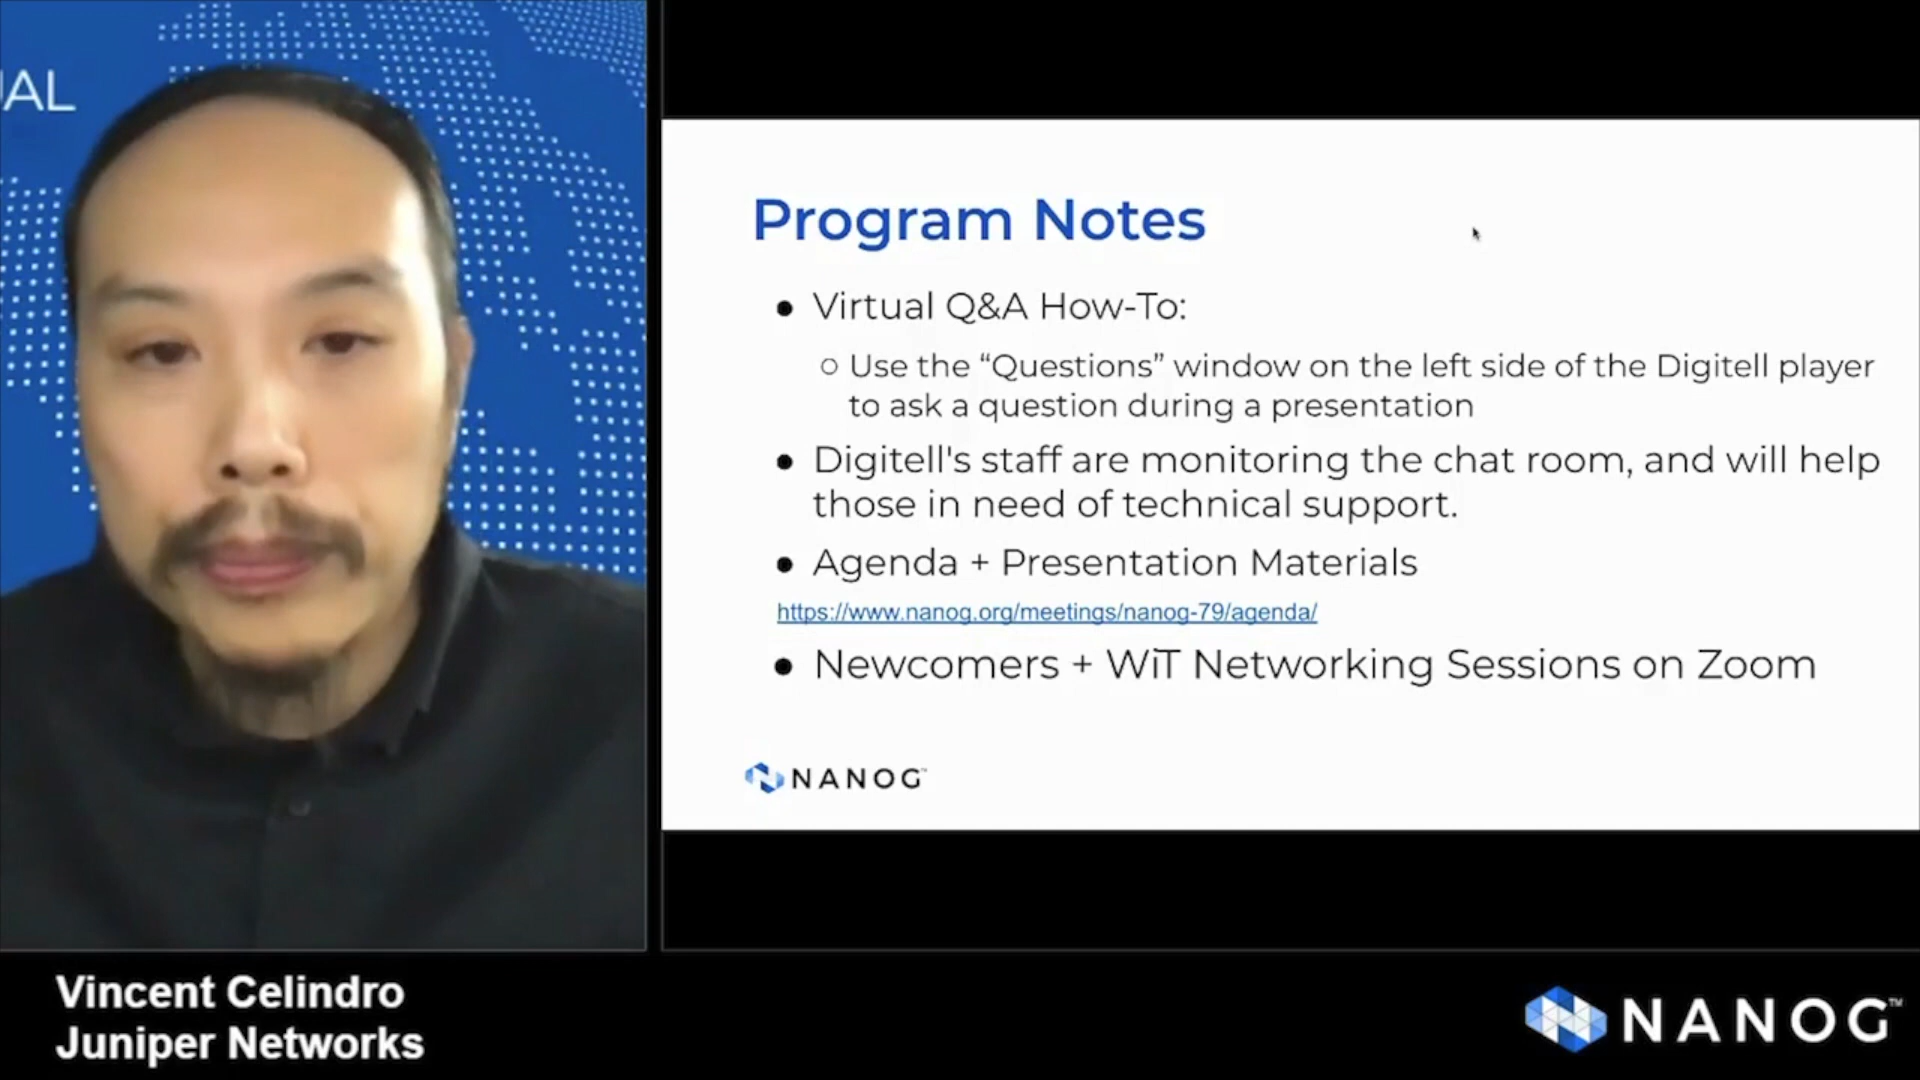 UAL
Program Notes
● Virtual Q&A How-To:
○ Use the “Questions” window on the left side of the Digitell player
to ask a question during a presentation
● Digitell's staff are monitoring the chat room, and will help
those in need of technical support.
● Agenda + Presentation Materials
https://www.nanog.org/meetings/nanog-79/agenda/
● Newcomers + WiT Networking Sessions on Zoom
NANOG™
Vincent Celindro
Juniper Networks
NANOG™